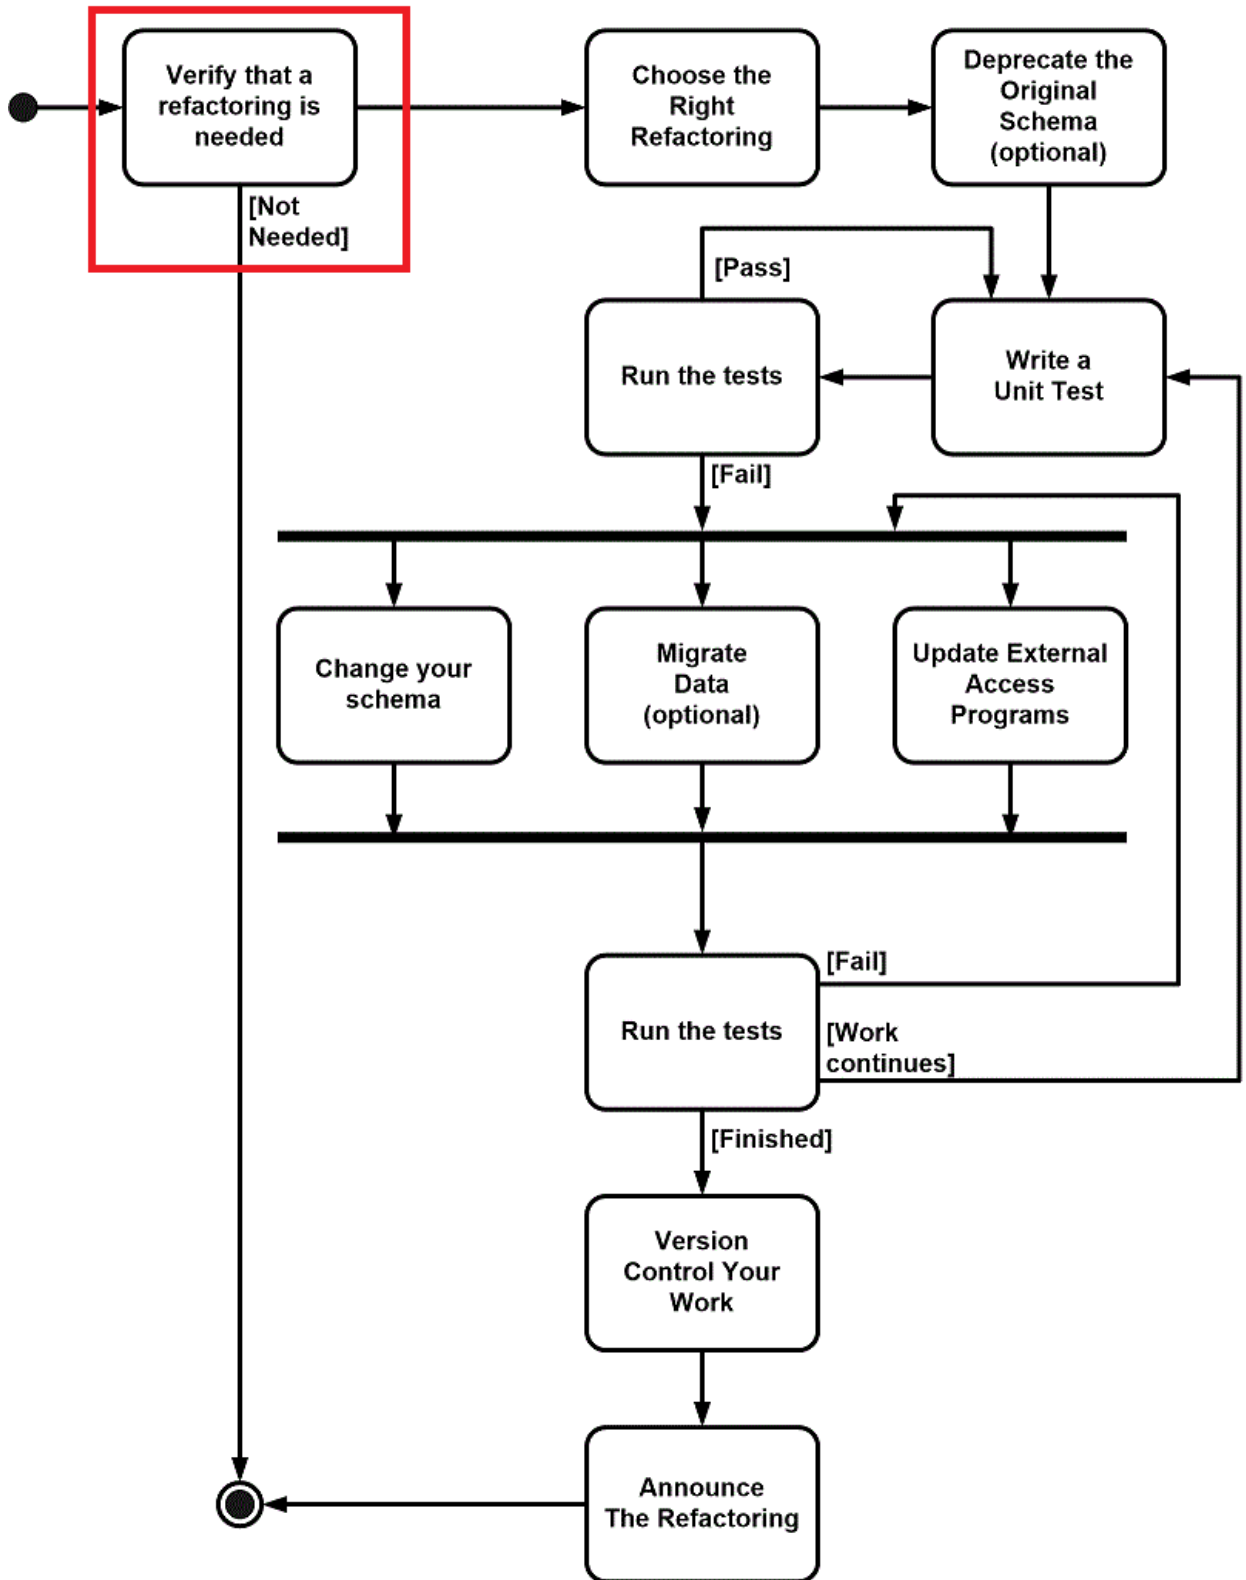 Verify that a
refactoring is
needed
Choose the
Right
Refactoring
Deprecate the
Original
Schema
(optional)
[Not
Needed]
[Pass]
Run the tests
Write a
Unit Test
[Fail]
Change your
schema
Migrate
Data
(optional)
Update External
Access
Programs
[Fail]
Run the tests
[Work
continues]
[Finished]
Version
Control Your
Work
Announce
The Refactoring